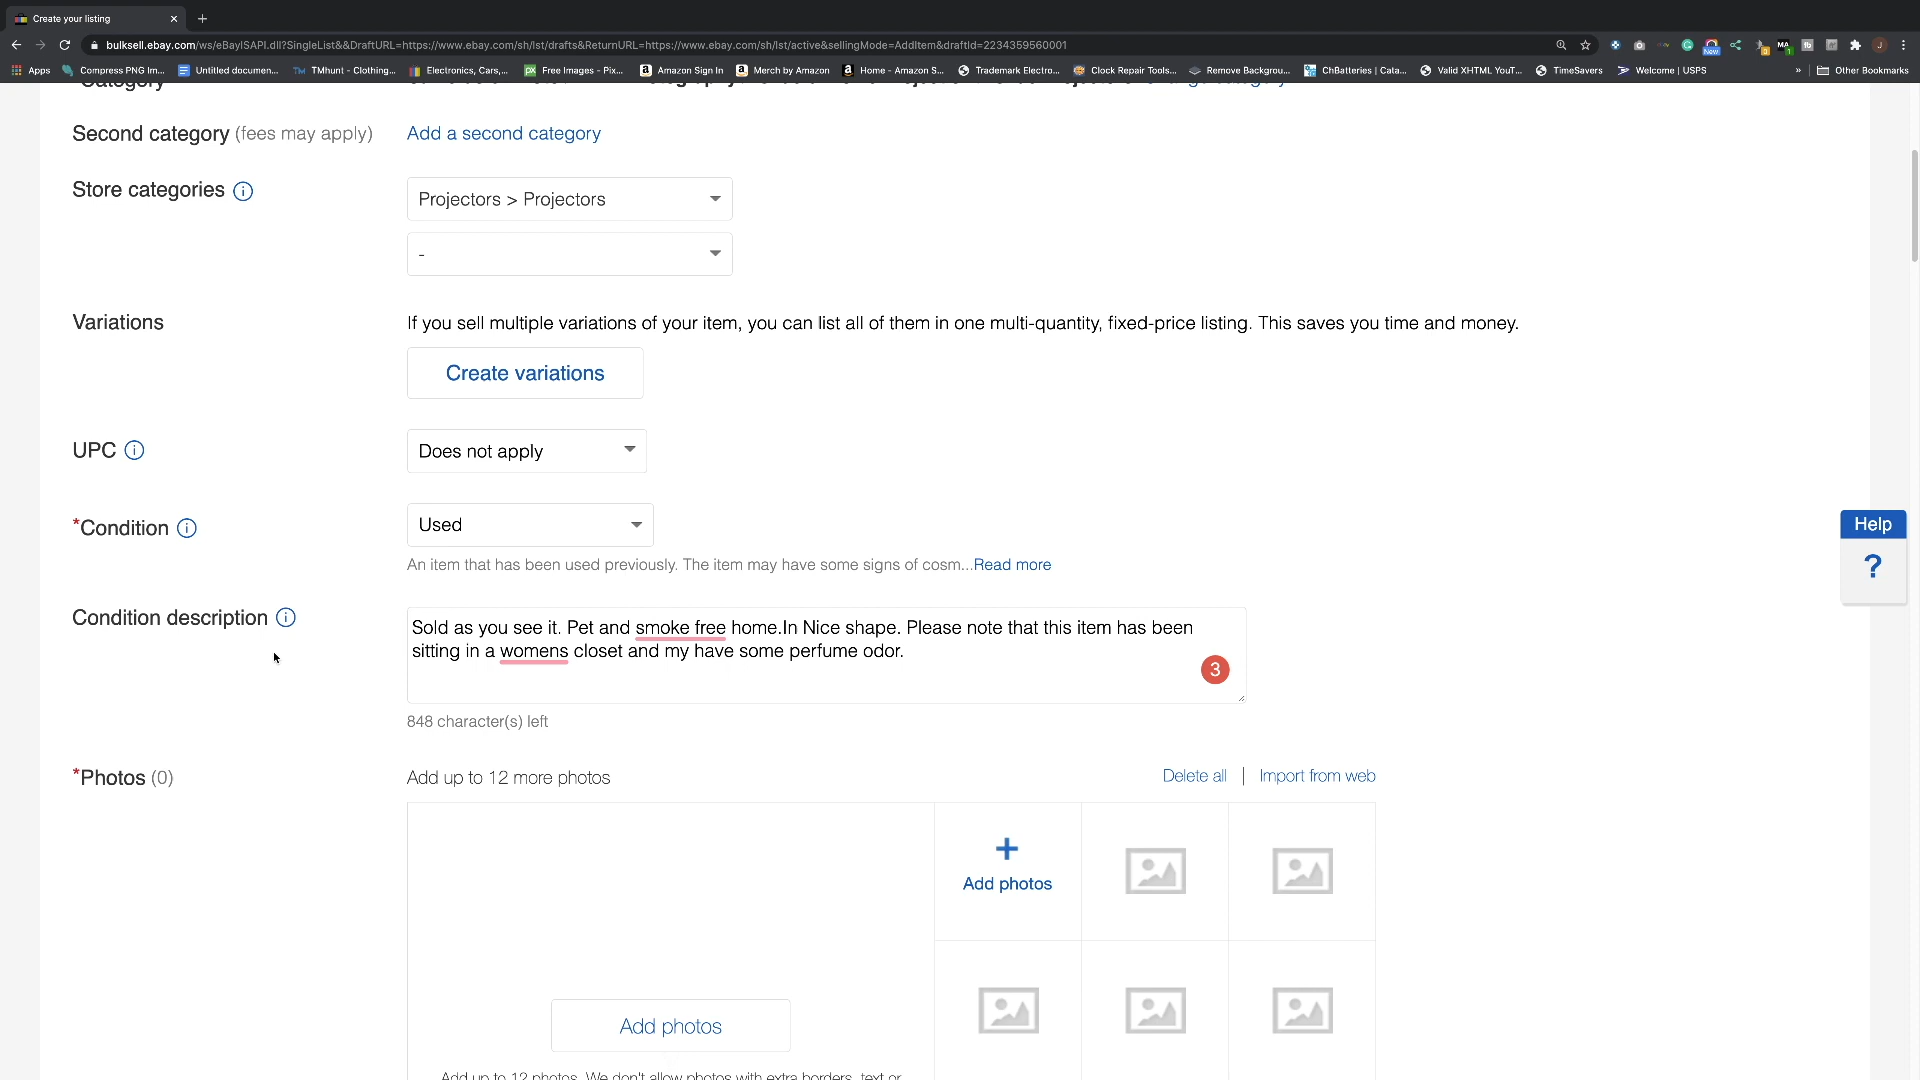 Create your listing
bulksell.ebay.com/ws/eBayISAPI.dll?SingleList&&DraftURL=https://www.ebay.com/sh/lst/drafts&ReturnURL=https://www.ebay.com/sh/lst/active&sellingMode=AddItem&draftId=2234359560001
Apps Compress PNG Im... Untitled documen... TMhunt - Clothing... Electronics, Cars,... Free Images - Pix... Amazon Sign In Merch by Amazon Home - Amazon S... Trademark Electro... Clock Repair Tools... Remove Backgrou... ChBatteries | Cata... Valid XHTML YouT... TimeSavers Welcome | USPS » Other Bookmarks
Category
Second category (fees may apply) Add a second category
Store categories Projectors > Projectors
-
Variations If you sell multiple variations of your item, you can list all of them in one multi-quantity, fixed-price listing. This saves you time and money.
Create variations
UPC Does not apply
*Condition Used
Help
?
An item that has been used previously. The item may have some signs of cosm...Read more
Condition description
Sold as you see it. Pet and smoke free home.In Nice shape. Please note that this item has been
sitting in a womens closet and my have some perfume odor.
3
848 character(s) left
*Photos (0) Add up to 12 more photos Delete all | Import from web
Add photos
Add photos
Add up to 12 photos. We don't allow photos with extra borders, text or